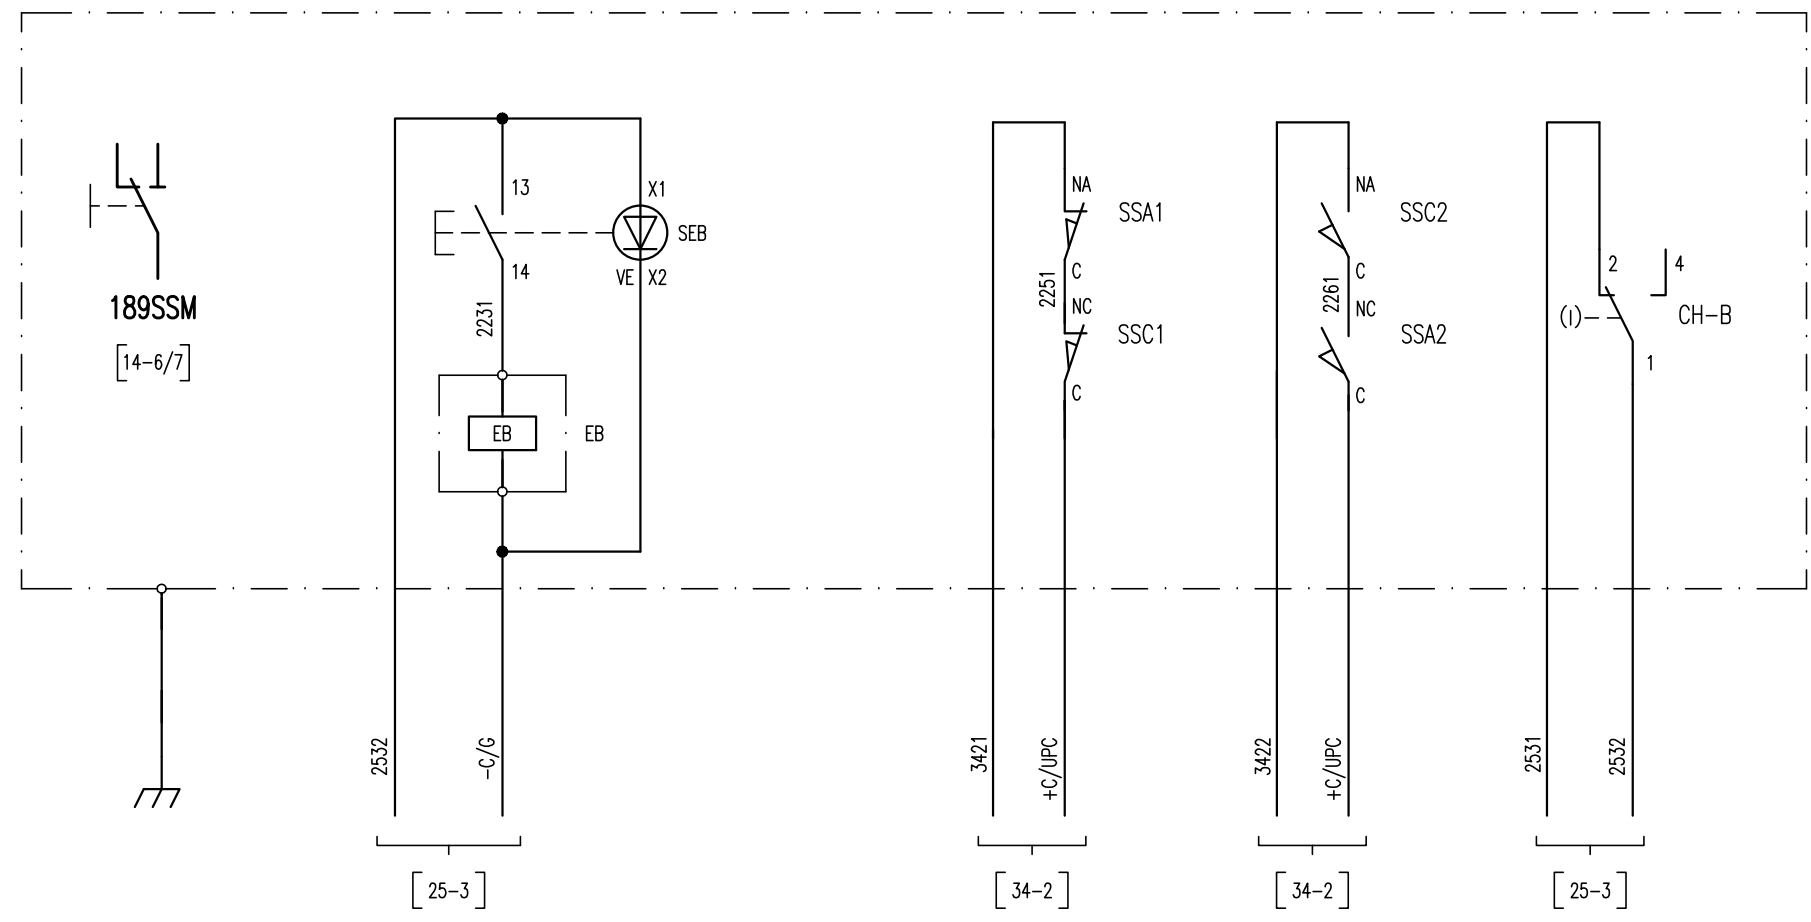 189SSM
[14-6/7]
13
14
2231
EB
EB
X1
SEB
VE X2
2532
-C/G
[25-3]
NA
SSA1
C
2251
NC
SSC1
C
3421
+C/UPC
[34-2]
NA
SSC2
C
2261
NC
SSA2
C
3422
+C/UPC
[34-2]
2
4
(I)
CH-B
1
2531
2532
[25-3]